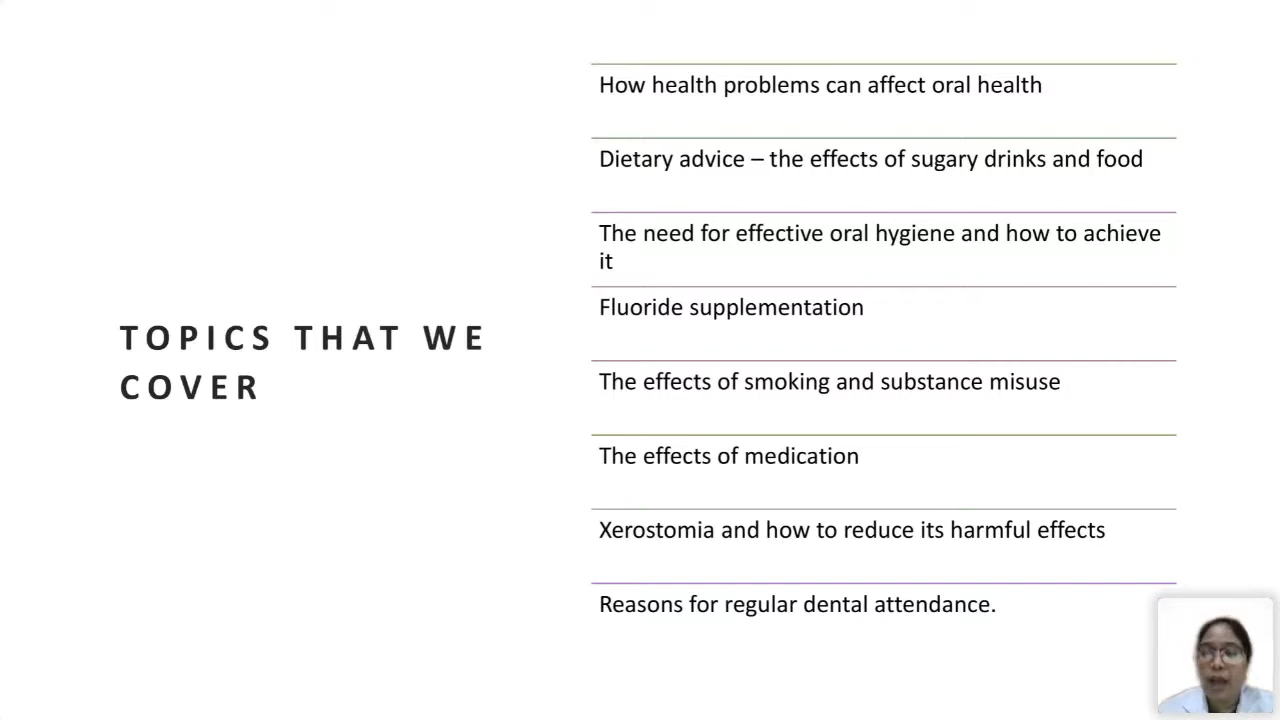 TOPICS THAT WE
COVER
How health problems can affect oral health
Dietary advice – the effects of sugary drinks and food
The need for effective oral hygiene and how to achieve
it
Fluoride supplementation
The effects of smoking and substance misuse
The effects of medication
Xerostomia and how to reduce its harmful effects
Reasons for regular dental attendance.